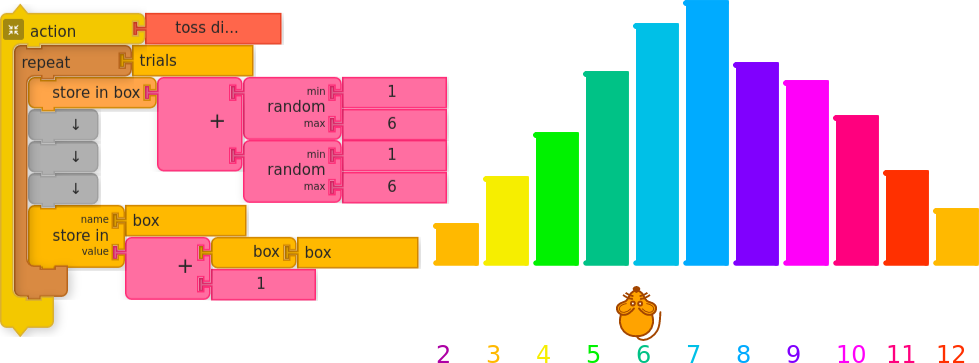 action toss di...
repeat trials
store in box
+
random
min 1
max 6
random
min 1
max 6
↓
↓
↓
store in
name box
value
+
box box
1
2 3 4 5 6 7 8 9 10 11 12